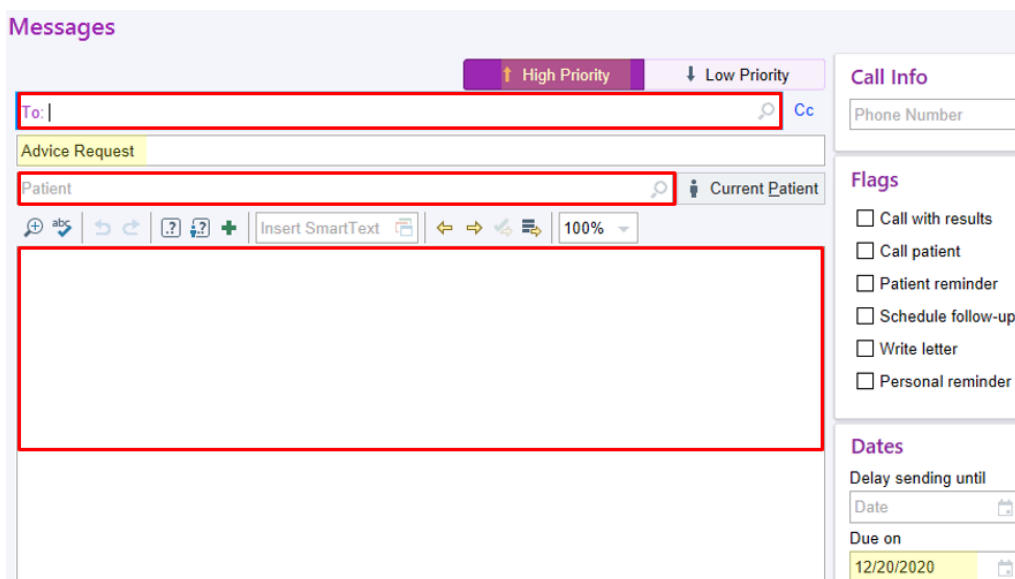 Messages
High Priority
Low Priority
To:
Cc
Advice Request
Patient
Current Patient
abc
Insert SmartText
100%
Call Info
Phone Number
Flags
Call with results
Call patient
Patient reminder
Schedule follow-up
Write letter
Personal reminder
Dates
Delay sending until
Date
Due on
12/20/2020